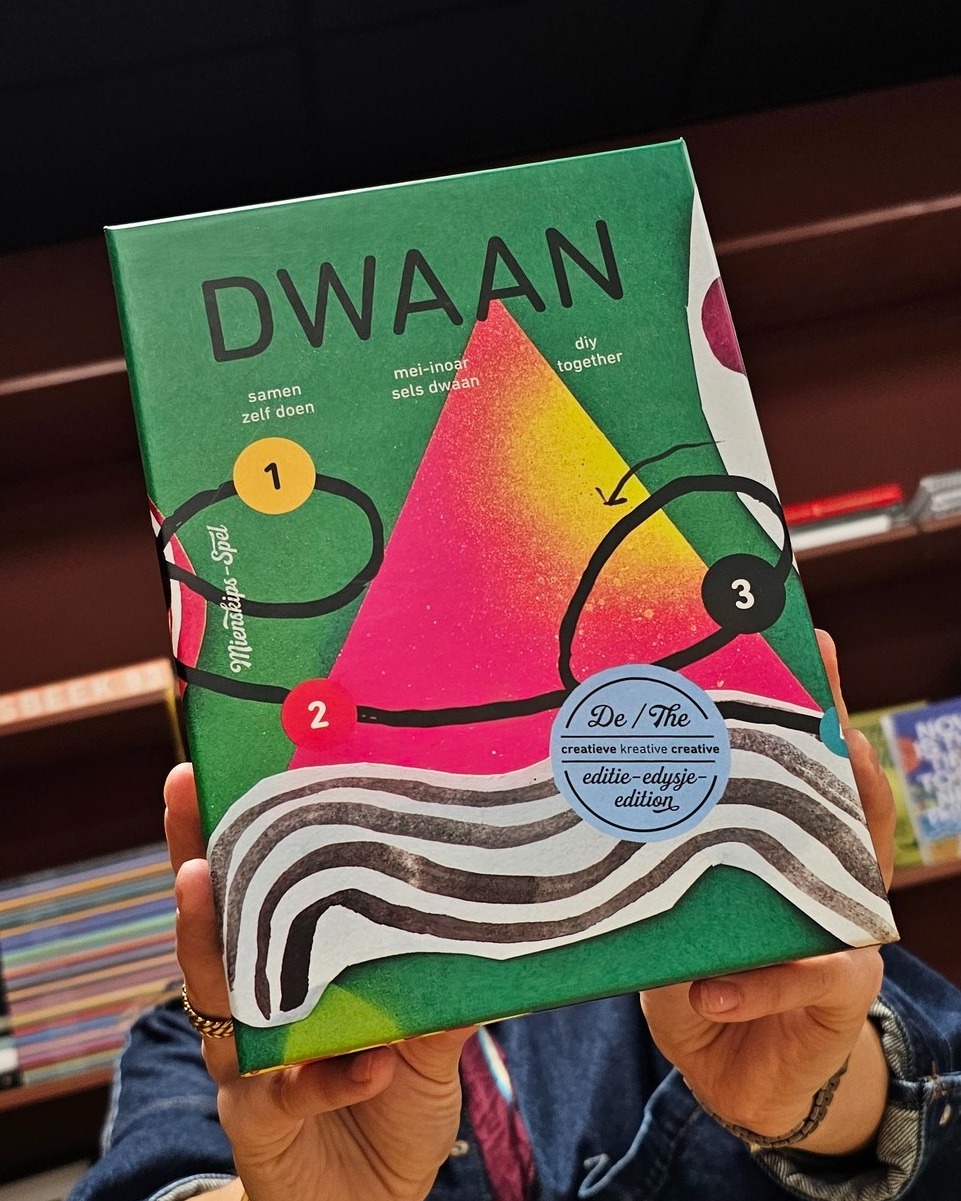 DWAAN
samen
zelf doen
mei-inoar
sels dwaan
diy
together
1
Mienskips-Spel
2
3
De / The
creatieve kreative creative
editie-edysje-
edition